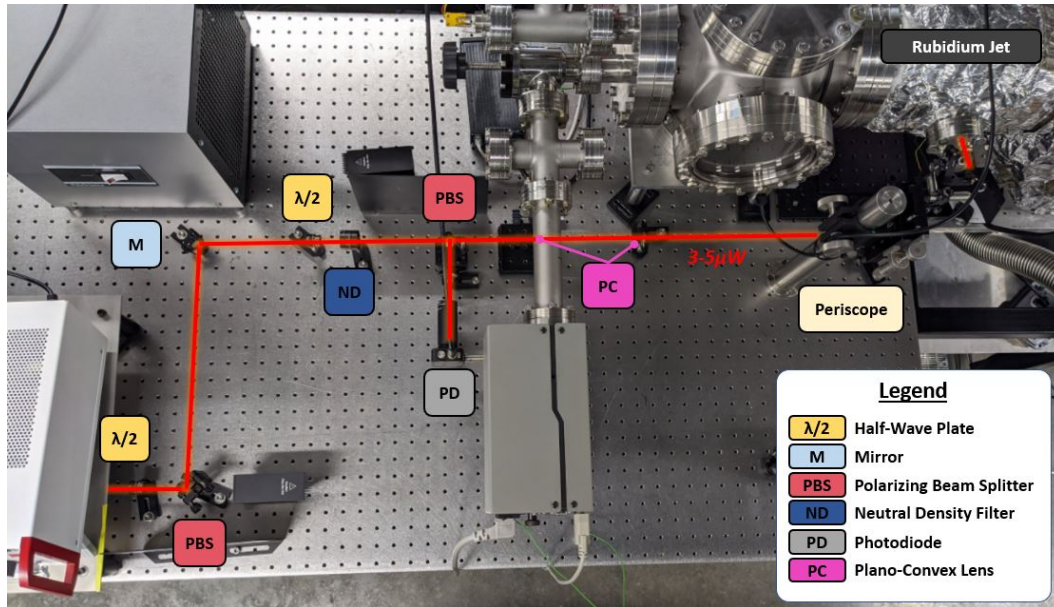 Rubidium Jet
λ/2
PBS
M
ND
PC
3-5µW
Periscope
PD
λ/2
PBS
Legend
λ/2 Half-Wave Plate
M Mirror
PBS Polarizing Beam Splitter
ND Neutral Density Filter
PD Photodiode
PC Plano-Convex Lens